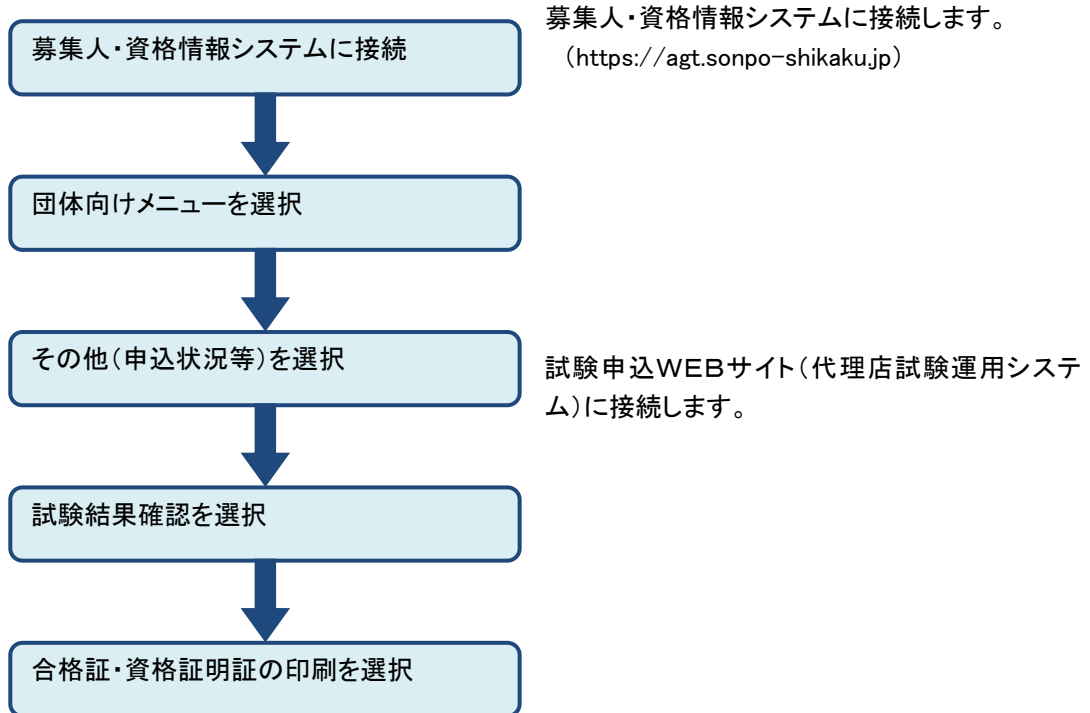 募集人・資格情報システムに接続
募集人・資格情報システムに接続します。
（https://agt.sonpo-shikaku.jp）
団体向けメニューを選択
その他（申込状況等）を選択
試験申込ＷＥＢサイト（代理店試験運用システ
ム）に接続します。
試験結果確認を選択
合格証・資格証明証の印刷を選択